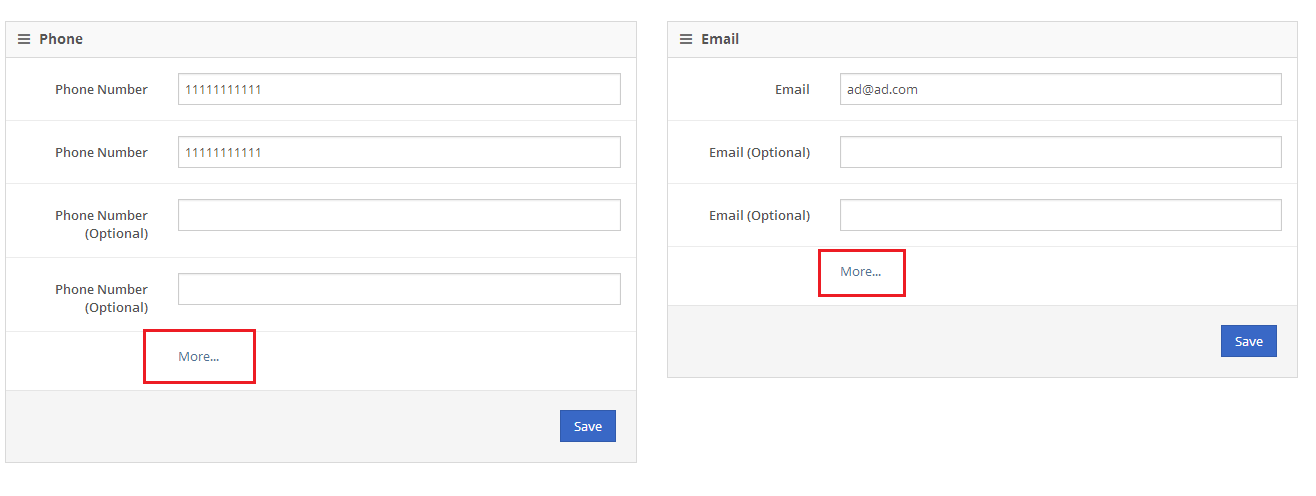 Phone
Phone Number
11111111111
Phone Number
11111111111
Phone Number
(Optional)
Phone Number
(Optional)
More...
Save
Email
Email
ad@ad.com
Email (Optional)
Email (Optional)
More...
Save